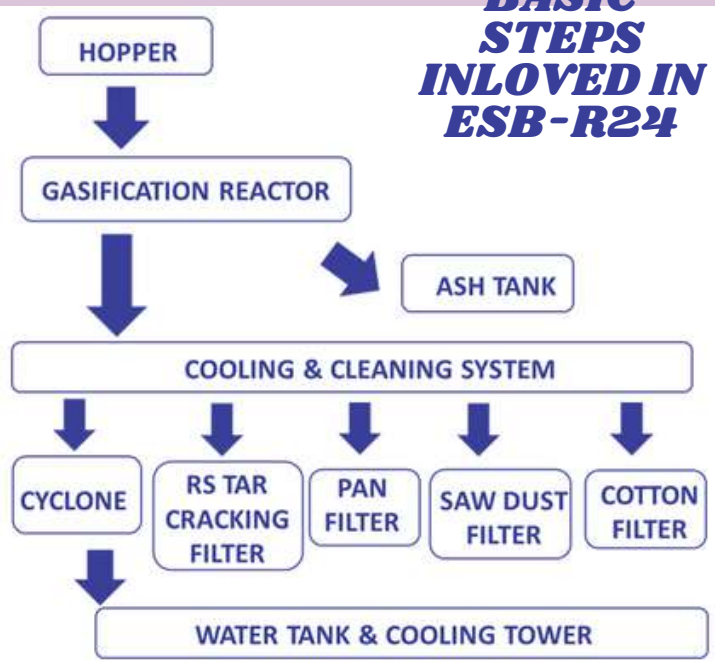 BASIC
STEPS
INLOVED IN
ESB-R24
HOPPER
GASIFICATION REACTOR
ASH TANK
COOLING & CLEANING SYSTEM
CYCLONE
RS TAR
CRACKING
FILTER
PAN
FILTER
SAW DUST
FILTER
COTTON
FILTER
WATER TANK & COOLING TOWER